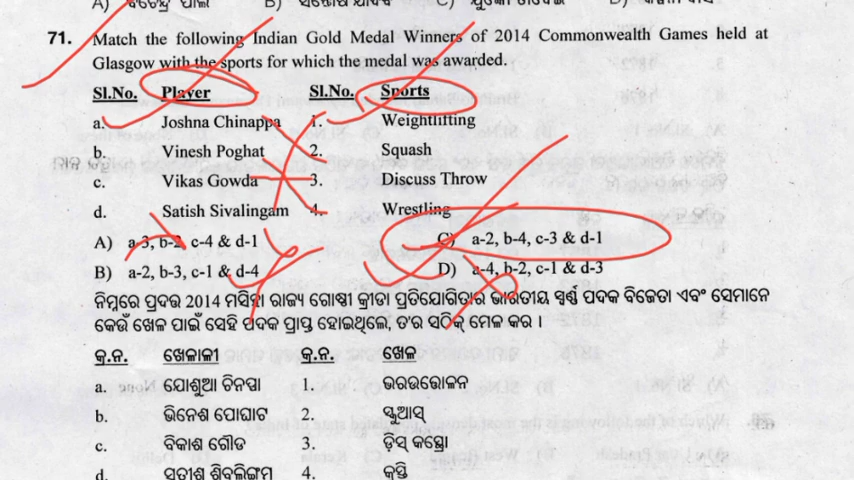 A) ବଚେନ୍ଦ୍ରି ପାଲ B) C) D)
71. Match the following Indian Gold Medal Winners of 2014 Commonwealth Games held at
Glasgow with the sports for which the medal was awarded.
Sl.No. Player Sl.No. Sports
a. Joshna Chinappa 1. Weightlifting
b. Vinesh Poghat 2. Squash
c. Vikas Gowda 3. Discuss Throw
d. Satish Sivalingam 4. Wrestling
A) a-3, b-2, c-4 & d-1 C) a-2, b-4, c-3 & d-1
B) a-2, b-3, c-1 & d-4 D) a-4, b-2, c-1 & d-3
ନିମ୍ନରେ ପ୍ରଦତ୍ତ 2014 ମସିହା ରାଜ୍ୟ ଗୋଷ୍ଠୀ କ୍ରୀଡା ପ୍ରତିଯୋଗିତାର ଭାରତୀୟ ସ୍ୱର୍ଣ୍ଣ ପଦକ ବିଜେତା ଏବଂ ସେମାନେ
କେଉଁ ଖେଳ ପାଇଁ ସେହି ପଦକ ପ୍ରାପ୍ତ ହୋଇଥିଲେ, ତ'ର ସଠିକ୍ ମେଳ କର ।
କ୍ର.ନ. ଖେଳାଳୀ କ୍ର.ନ. ଖେଳ
a. ଯୋଶୁଆ ଚିନପା 1. ଭରଉରୋଳନ
b. ଭିନେଶ ପୋଘାଟ 2. ସ୍କୁଆସ୍
c. ବିକାଶ ଗୌଡ 3. ଡ଼ିସ୍ କସ୍ଥ୍ରୋ
d. ସତୀଶ ଶିବଲିଙ୍ଗମ୍ 4. କୁସ୍ତି